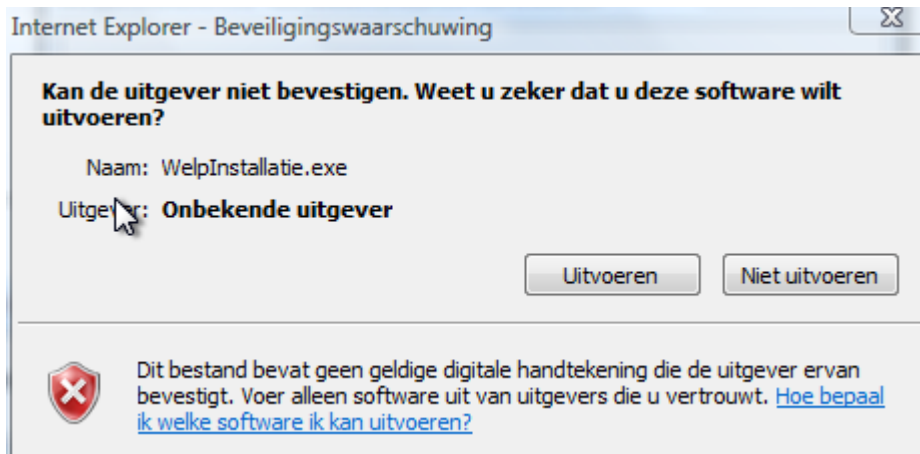 Internet Explorer - Beveiligingswaarschuwing
Kan de uitgever niet bevestigen. Weet u zeker dat u deze software wilt
uitvoeren?
Naam: WelpInstallatie.exe
Uitgever: Onbekende uitgever
Uitvoeren Niet uitvoeren
Dit bestand bevat geen geldige digitale handtekening die de uitgever ervan
bevestigt. Voer alleen software uit van uitgevers die u vertrouwt. Hoe bepaal
ik welke software ik kan uitvoeren?